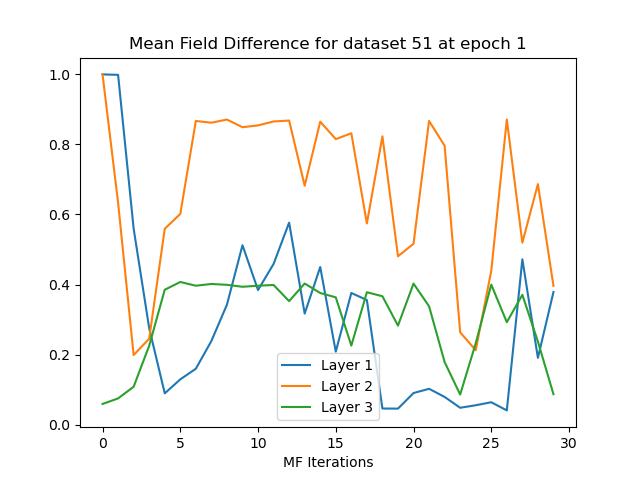 Mean Field Difference for dataset 51 at epoch 1
1.0
0.8
0.6
0.4
0.2
0.0
Layer 1
Layer 2
Layer 3
0 5 10 15 20 25 30
MF Iterations